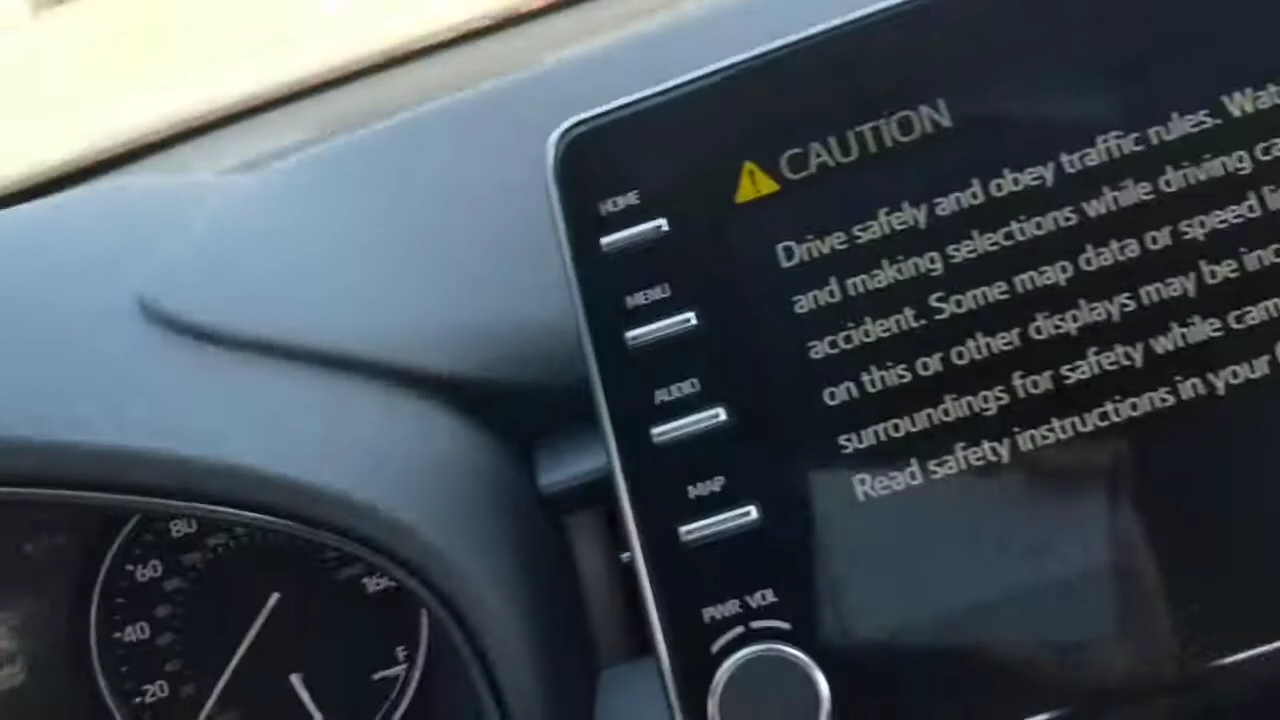 CAUTION
HOME
Drive safely and obey traffic rules.
and making selections while driving
MENU
accident. Some map data or speed
on this or other displays may be
AUDIO
surroundings for safety while
Read safety instructions in your
MAP
PWR VOL
80
60
160
40
F
20